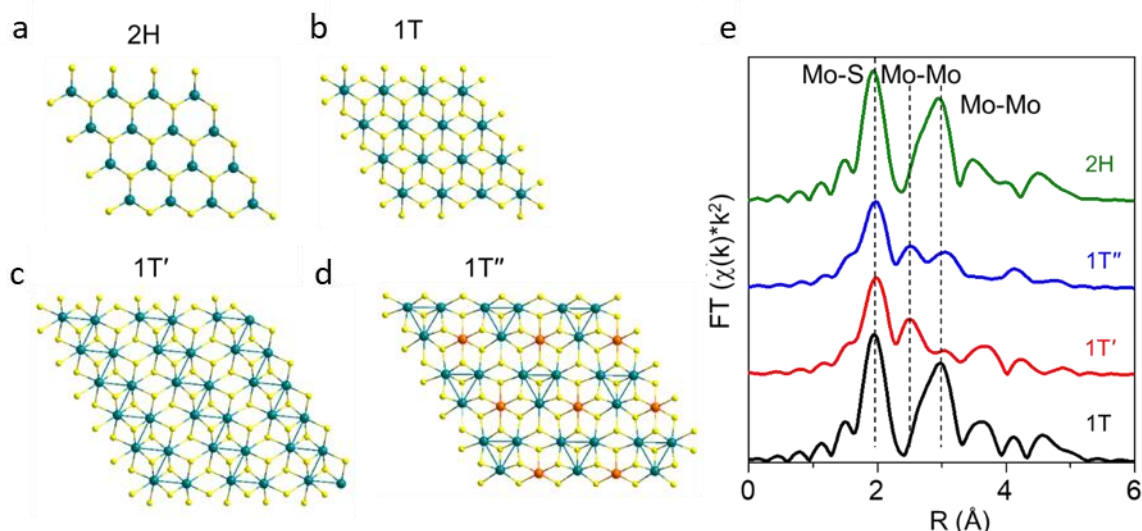 a
2H
b
1T
c
1T′
d
1T″
e
Mo-S
Mo-Mo
Mo-Mo
2H
1T″
1T′
1T
FT (χ(k)*k²)
0
2
4
6
R (Å)